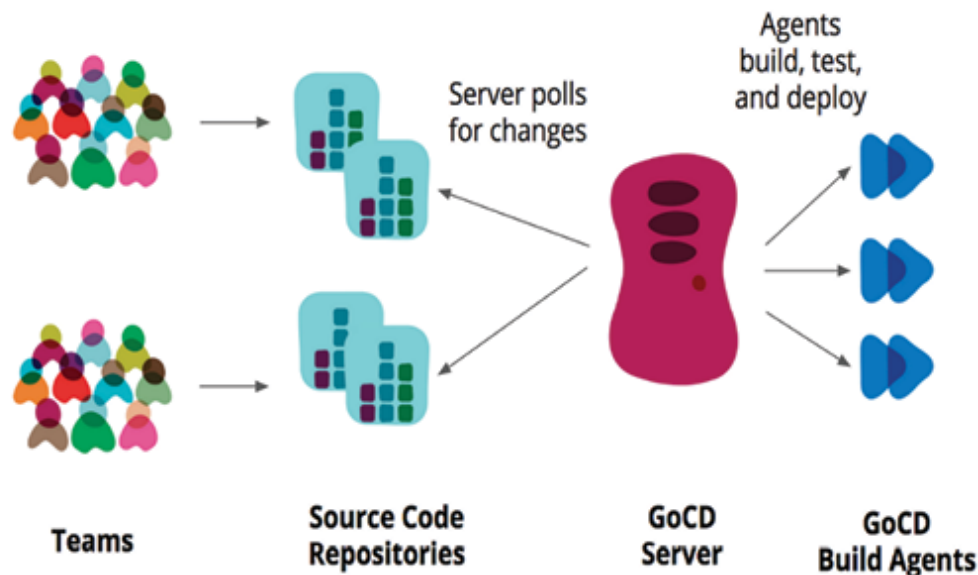 Server polls
for changes
Agents
build, test,
and deploy
Teams
Source Code
Repositories
GoCD
Server
GoCD
Build Agents